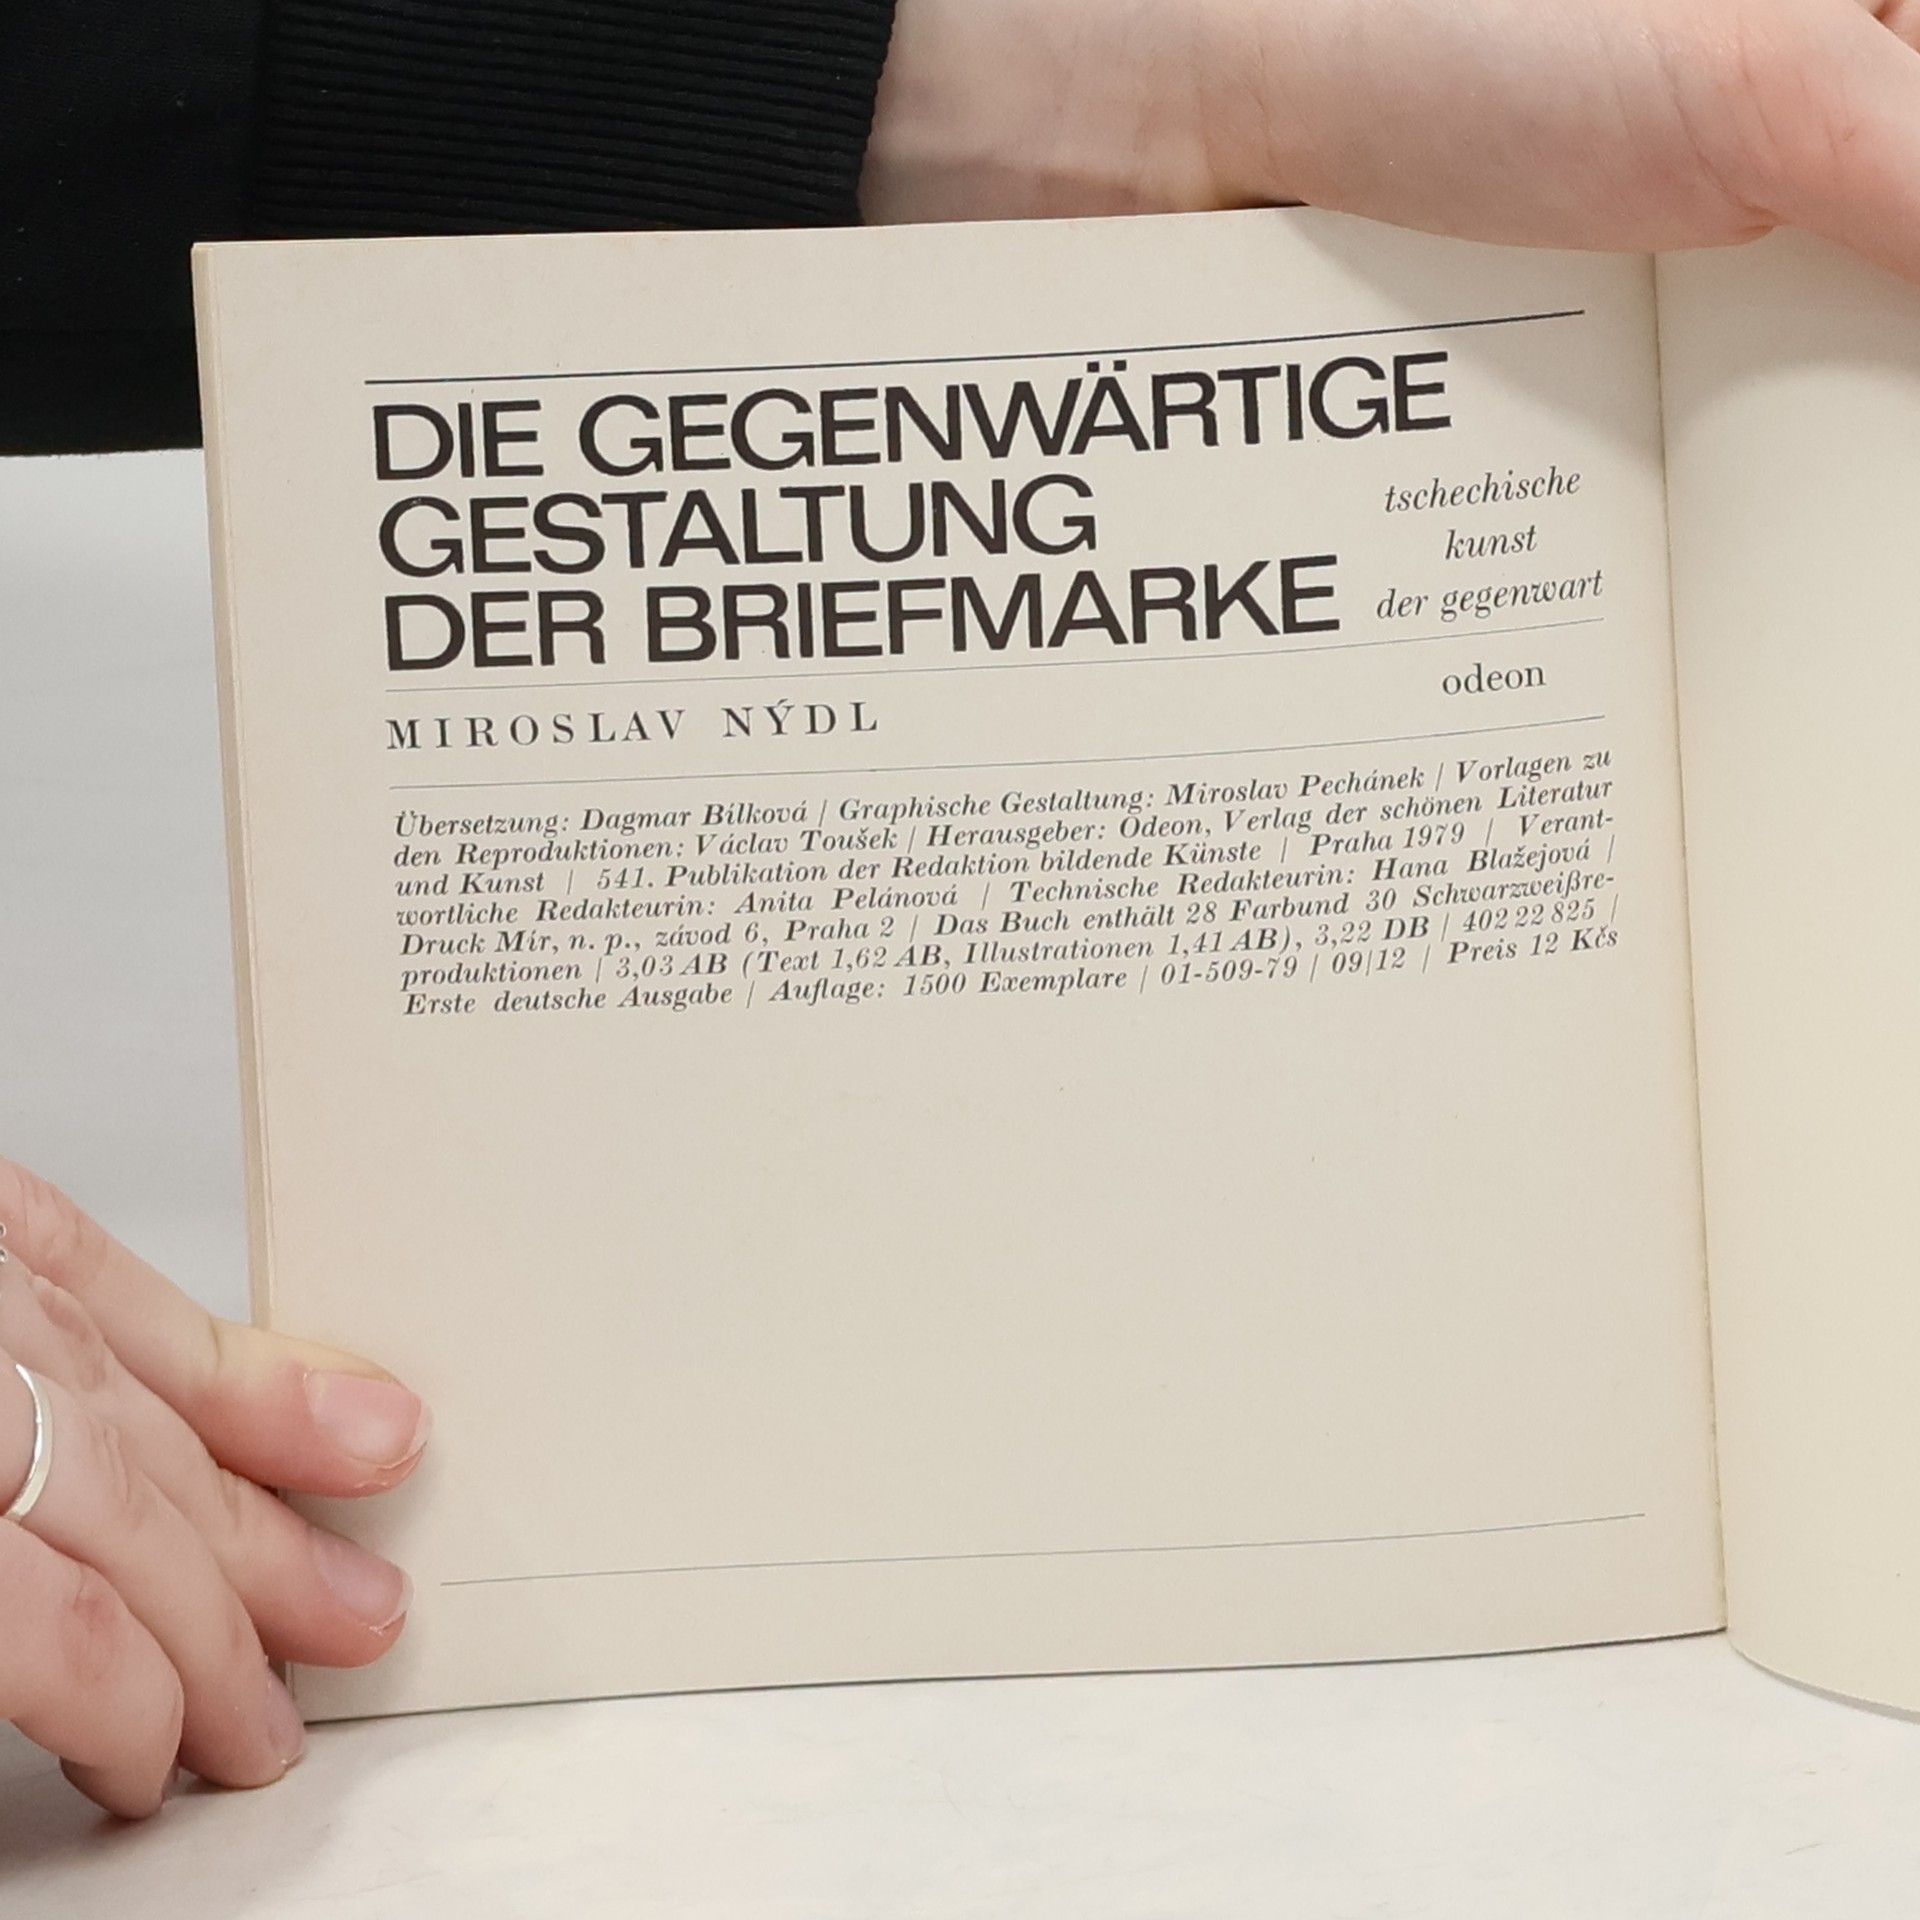 DIE GEGENWÄRTIGE
GESTALTUNG
DER BRIEFMARKE
tschechische
kunst
der gegenwart
MIROSLAV NÝDL
odeon
Übersetzung: Dagmar Bílková | Graphische Gestaltung: Miroslav Pechánek | Vorlagen zu
den Reproduktionen: Václav Toušek | Herausgeber: Odeon, Verlag der schönen Literatur
und Kunst | 541. Publikation der Redaktion bildende Künste | Praha 1979 | Verant-
wortliche Redakteurin: Anita Pelánová | Technische Redakteurin: Hana Blažejová |
Druck Mír, n. p., závod 6, Praha 2 | Das Buch enthält 28 Farbund 30 Schwarzweißre-
produktionen | 3,03 AB (Text 1,62 AB, Illustrationen 1,41 AB), 3,22 DB | 402 22 825 |
Erste deutsche Ausgabe | Auflage: 1500 Exemplare | 01-509-79 | 09|12 | Preis 12 Kčs